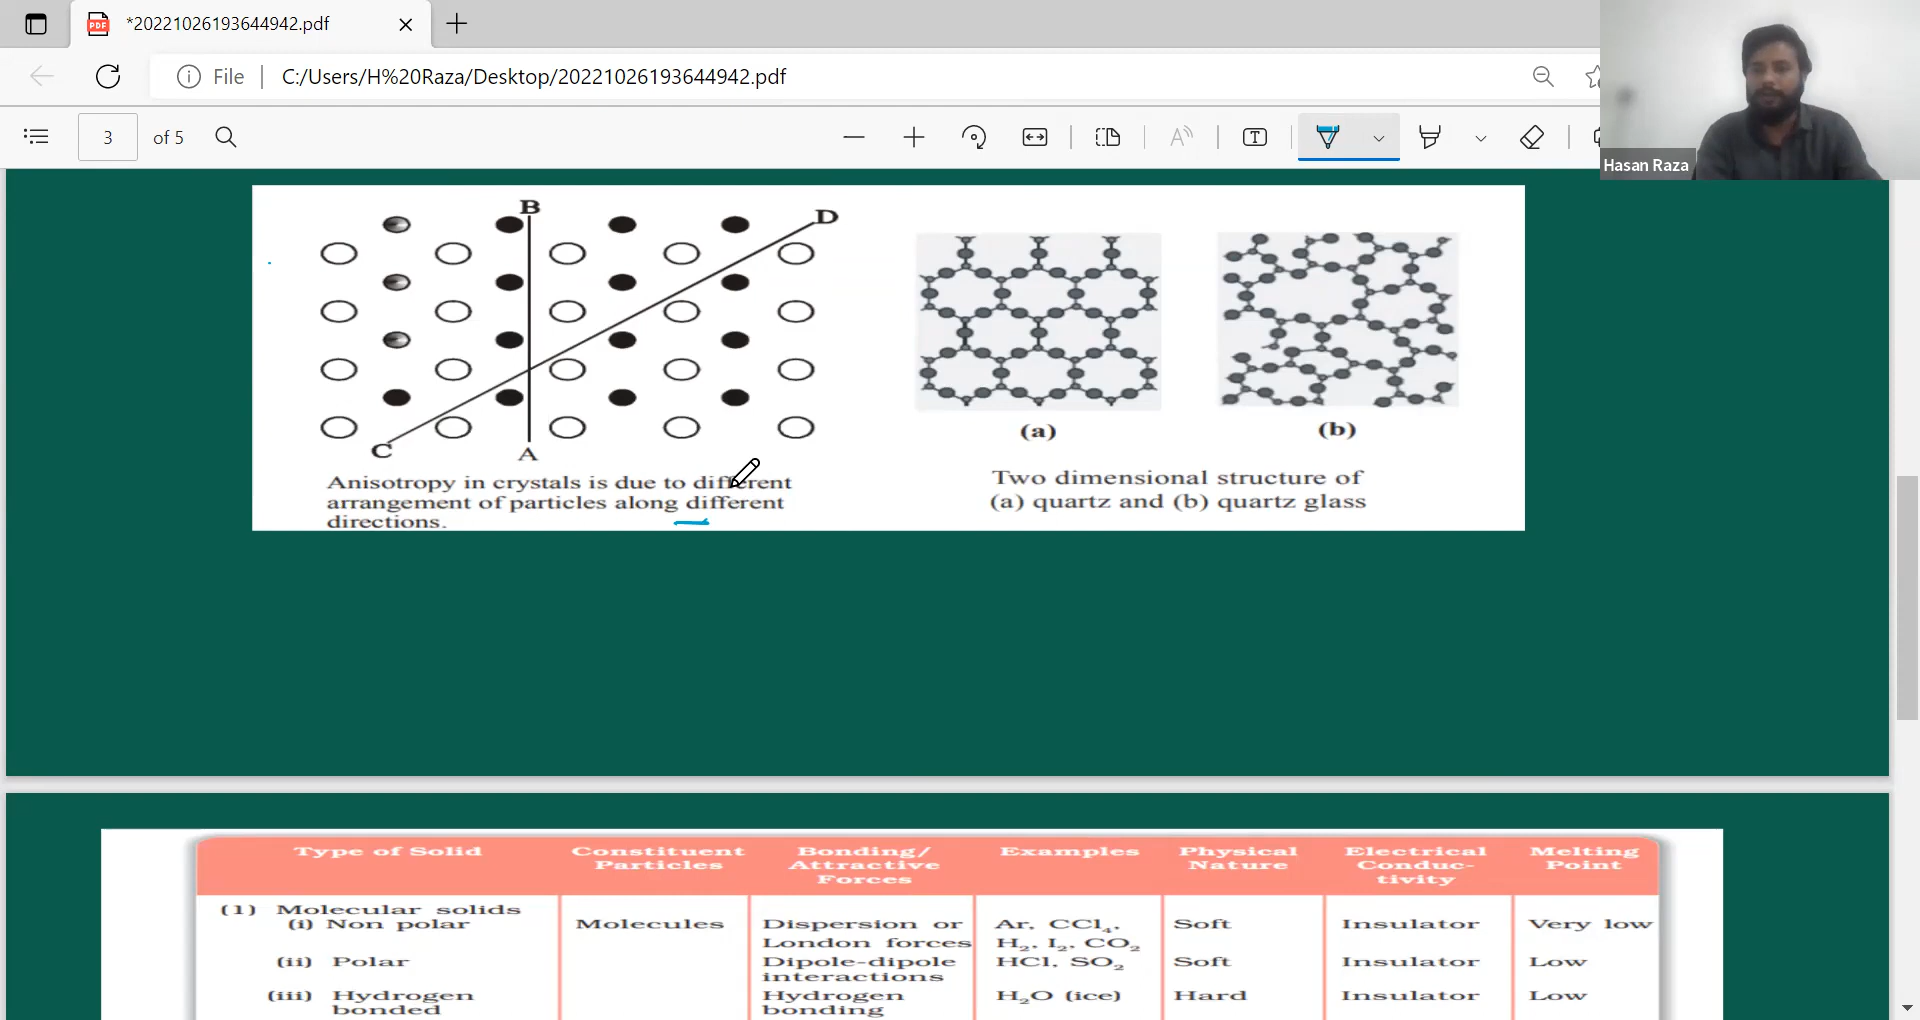 *20221026193644942.pdf
File
C:/Users/H%20Raza/Desktop/20221026193644942.pdf
3 of 5
Hasan Raza
B
D
C
A
Anisotropy in crystals is due to different
arrangement of particles along different
directions.
(a)
(b)
Two dimensional structure of
(a) quartz and (b) quartz glass
Type of Solid
Constituent
Particles
Bonding/
Attractive
Forces
Examples
Physical
Nature
Electrical
Conduc-
tivity
Melting
Point
(1) Molecular solids
(i) Non polar
Molecules
Dispersion or
London forces
Ar, CCl₄,
H₂, I₂, CO₂
Soft
Insulator
Very low
(ii) Polar
Dipole-dipole
interactions
HCl, SO₂
Soft
Insulator
Low
(iii) Hydrogen
bonded
Hydrogen
bonding
H₂O (ice)
Hard
Insulator
Low